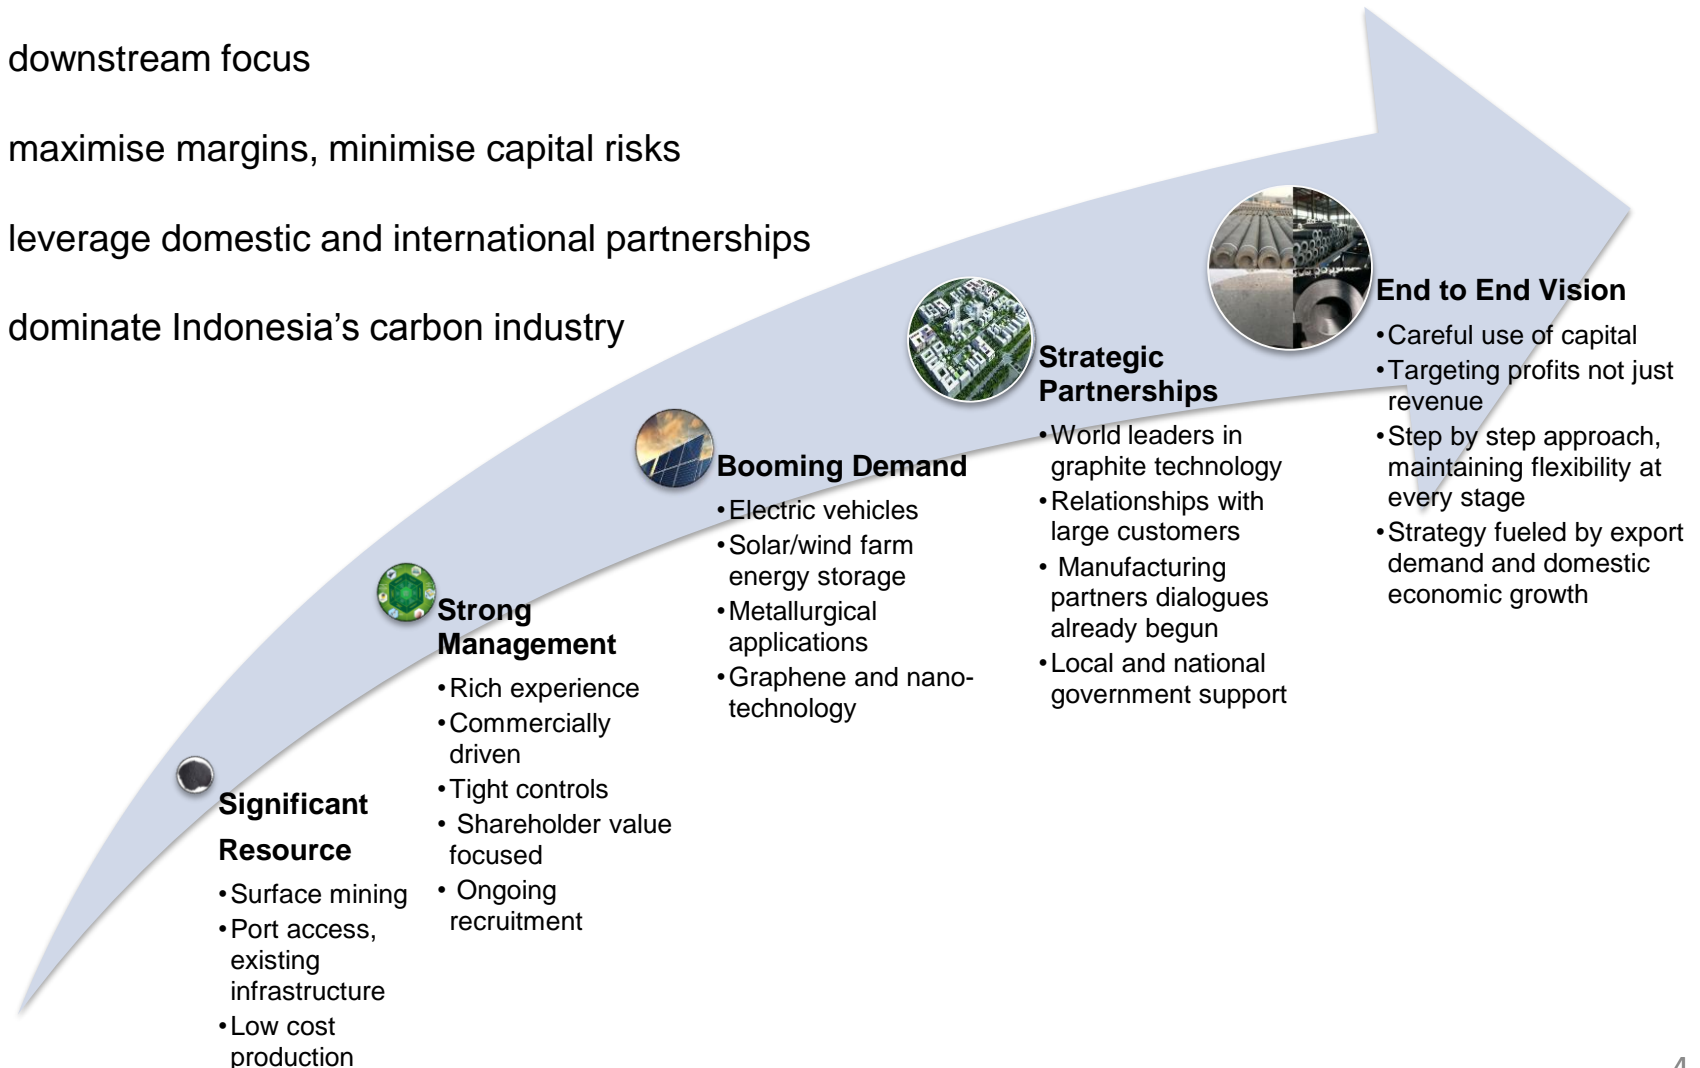 downstream focus
maximise margins, minimise capital risks
leverage domestic and international partnerships
dominate Indonesia’s carbon industry
Significant
Resource
•Surface mining
•Port access,
existing
infrastructure
•Low cost
production
Strong
Management
•Rich experience
•Commercially
driven
•Tight controls
• Shareholder value
focused
• Ongoing
recruitment
Booming Demand
•Electric vehicles
•Solar/wind farm
energy storage
•Metallurgical
applications
•Graphene and nano-
technology
Strategic
Partnerships
•World leaders in
graphite technology
•Relationships with
large customers
• Manufacturing
partners dialogues
already begun
•Local and national
government support
End to End Vision
•Careful use of capital
•Targeting profits not just
revenue
•Step by step approach,
maintaining flexibility at
every stage
•Strategy fueled by export
demand and domestic
economic growth
4